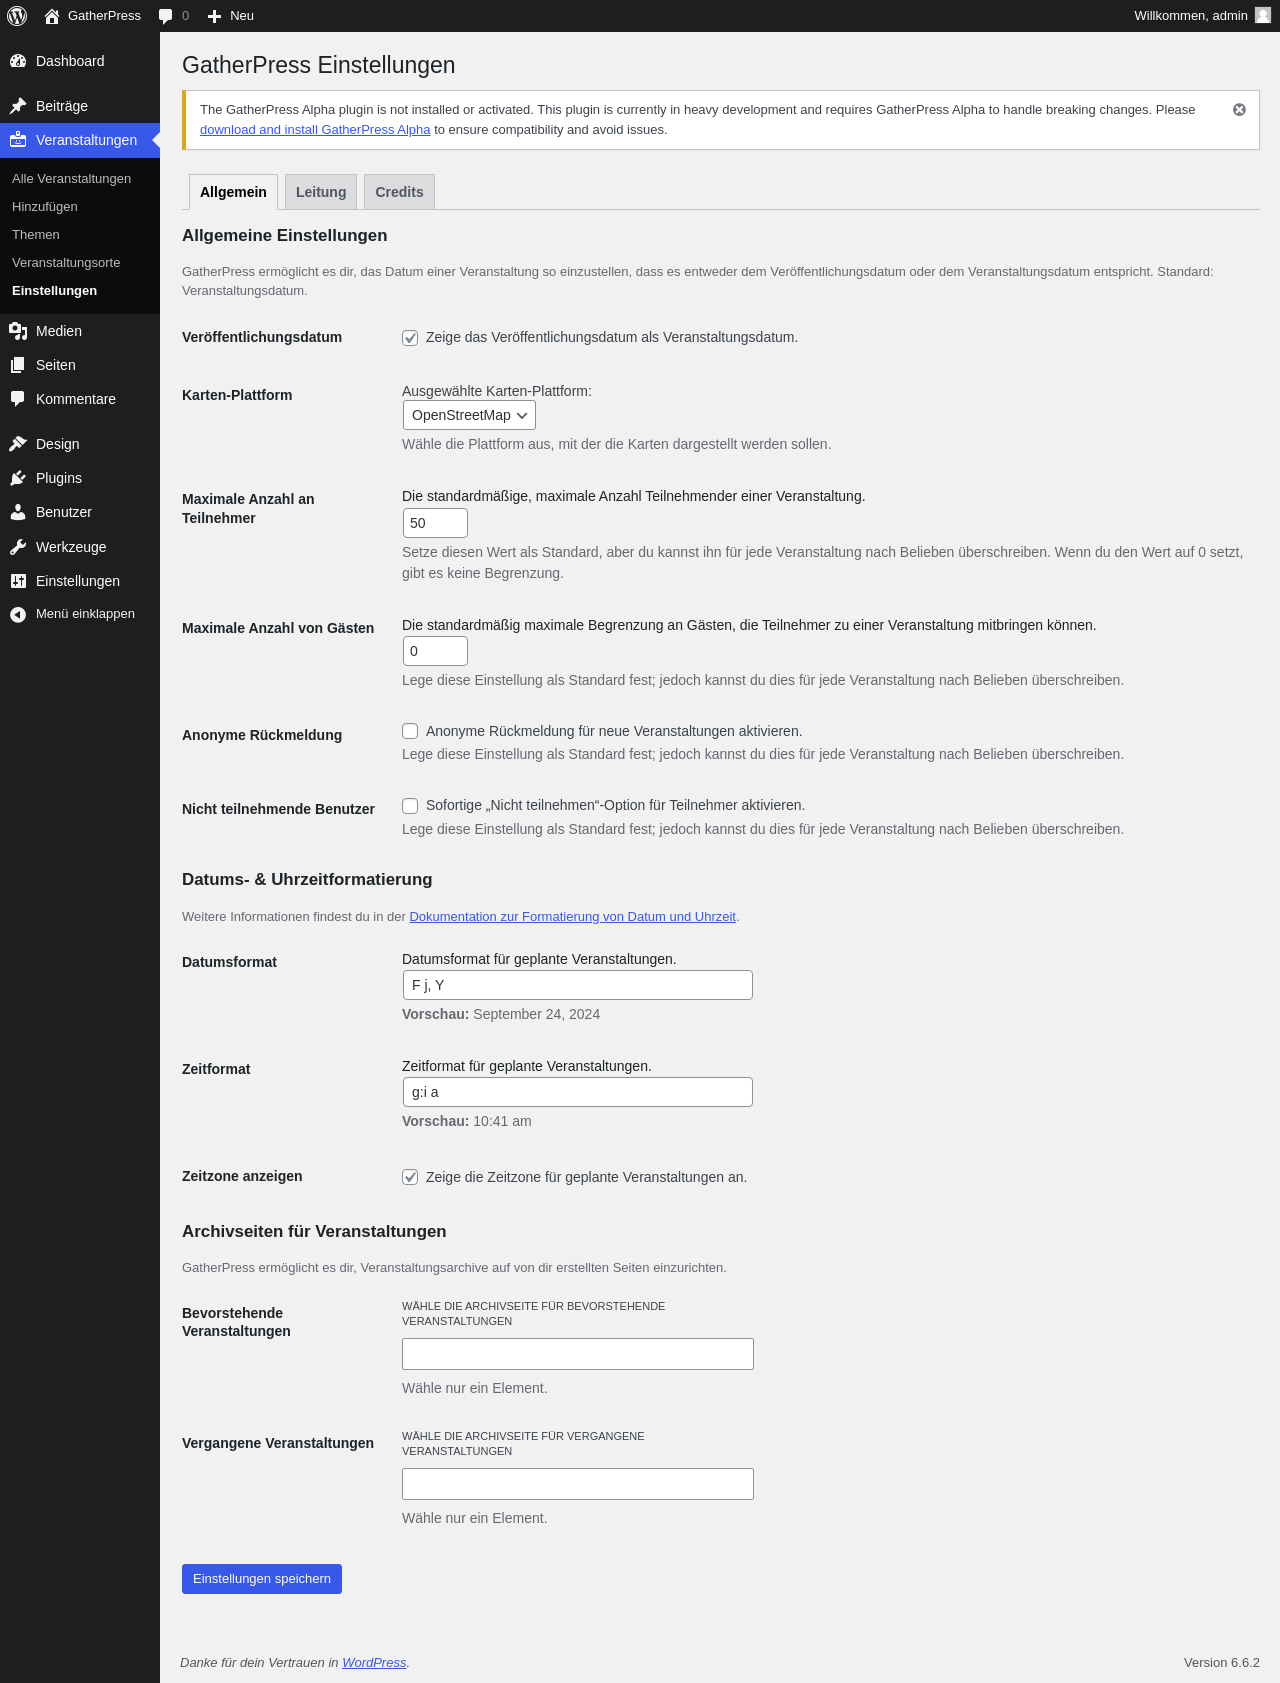 GatherPress
0
Neu
Willkommen, admin
Dashboard
Beiträge
Veranstaltungen
Alle Veranstaltungen
Hinzufügen
Themen
Veranstaltungsorte
Einstellungen
Medien
Seiten
Kommentare
Design
Plugins
Benutzer
Werkzeuge
Einstellungen
Menü einklappen
GatherPress Einstellungen
The GatherPress Alpha plugin is not installed or activated. This plugin is currently in heavy development and requires GatherPress Alpha to handle breaking changes. Please
download and install GatherPress Alpha to ensure compatibility and avoid issues.
Allgemein
Leitung
Credits
Allgemeine Einstellungen
GatherPress ermöglicht es dir, das Datum einer Veranstaltung so einzustellen, dass es entweder dem Veröffentlichungsdatum oder dem Veranstaltungsdatum entspricht. Standard:
Veranstaltungsdatum.
Veröffentlichungsdatum
Zeige das Veröffentlichungsdatum als Veranstaltungsdatum.
Karten-Plattform
Ausgewählte Karten-Plattform:
OpenStreetMap
Wähle die Plattform aus, mit der die Karten dargestellt werden sollen.
Maximale Anzahl an
Teilnehmer
Die standardmäßige, maximale Anzahl Teilnehmender einer Veranstaltung.
50
Setze diesen Wert als Standard, aber du kannst ihn für jede Veranstaltung nach Belieben überschreiben. Wenn du den Wert auf 0 setzt,
gibt es keine Begrenzung.
Maximale Anzahl von Gästen
Die standardmäßig maximale Begrenzung an Gästen, die Teilnehmer zu einer Veranstaltung mitbringen können.
0
Lege diese Einstellung als Standard fest; jedoch kannst du dies für jede Veranstaltung nach Belieben überschreiben.
Anonyme Rückmeldung
Anonyme Rückmeldung für neue Veranstaltungen aktivieren.
Lege diese Einstellung als Standard fest; jedoch kannst du dies für jede Veranstaltung nach Belieben überschreiben.
Nicht teilnehmende Benutzer
Sofortige „Nicht teilnehmen“-Option für Teilnehmer aktivieren.
Lege diese Einstellung als Standard fest; jedoch kannst du dies für jede Veranstaltung nach Belieben überschreiben.
Datums- & Uhrzeitformatierung
Weitere Informationen findest du in der Dokumentation zur Formatierung von Datum und Uhrzeit.
Datumsformat
Datumsformat für geplante Veranstaltungen.
F j, Y
Vorschau: September 24, 2024
Zeitformat
Zeitformat für geplante Veranstaltungen.
g:i a
Vorschau: 10:41 am
Zeitzone anzeigen
Zeige die Zeitzone für geplante Veranstaltungen an.
Archivseiten für Veranstaltungen
GatherPress ermöglicht es dir, Veranstaltungsarchive auf von dir erstellten Seiten einzurichten.
Bevorstehende
Veranstaltungen
WÄHLE DIE ARCHIVSEITE FÜR BEVORSTEHENDE
VERANSTALTUNGEN
Wähle nur ein Element.
Vergangene Veranstaltungen
WÄHLE DIE ARCHIVSEITE FÜR VERGANGENE
VERANSTALTUNGEN
Wähle nur ein Element.
Einstellungen speichern
Danke für dein Vertrauen in WordPress.
Version 6.6.2